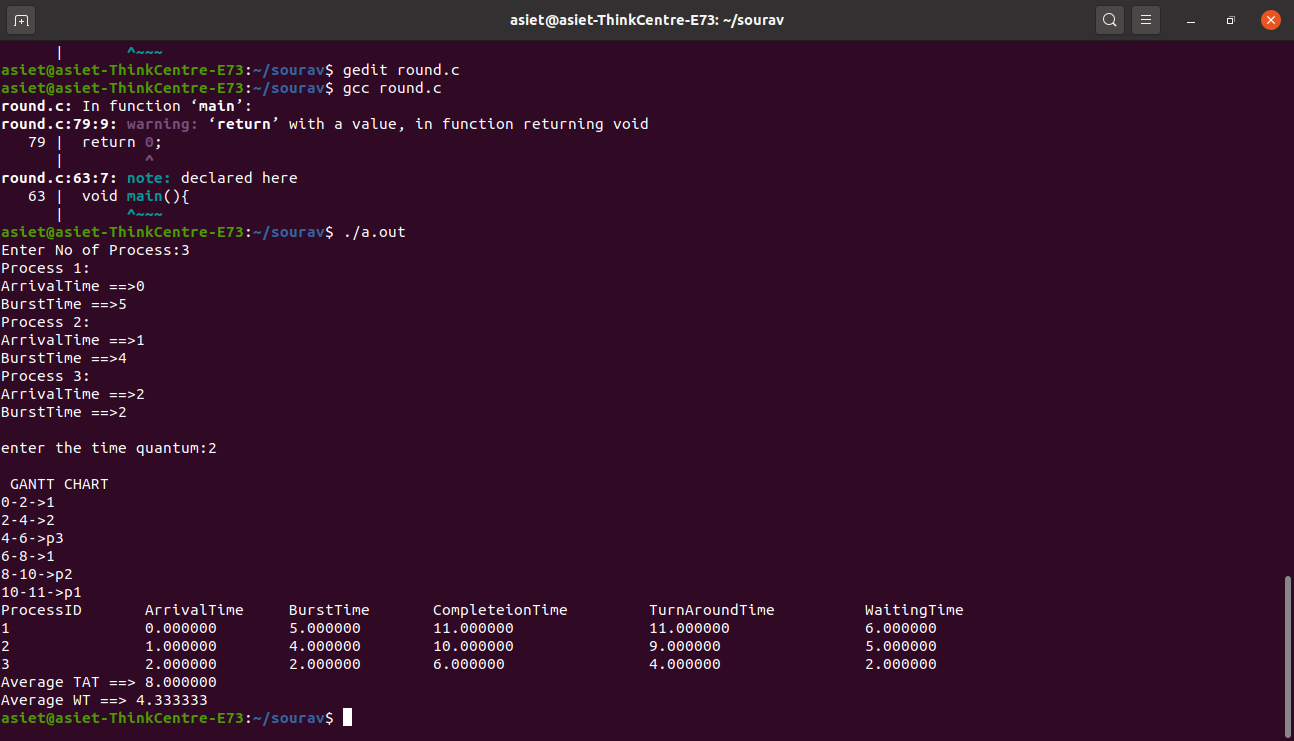 asiet@asiet-ThinkCentre-E73: ~/sourav
     |       ^~~~
asiet@asiet-ThinkCentre-E73:~/sourav$ gedit round.c
asiet@asiet-ThinkCentre-E73:~/sourav$ gcc round.c
round.c: In function ‘main’:
round.c:79:9: warning: ‘return’ with a value, in function returning void
   79 |  return 0;
      |         ^
round.c:63:7: note: declared here
   63 |  void main(){
      |       ^~~~
asiet@asiet-ThinkCentre-E73:~/sourav$ ./a.out
Enter No of Process:3
Process 1:
ArrivalTime ==>0
BurstTime ==>5
Process 2:
ArrivalTime ==>1
BurstTime ==>4
Process 3:
ArrivalTime ==>2
BurstTime ==>2
enter the time quantum:2
 GANTT CHART
0-2->1
2-4->2
4-6->p3
6-8->1
8-10->p2
10-11->p1
ProcessID       ArrivalTime     BurstTime       CompleteionTime         TurnAroundTime          WaitingTime
1               0.000000        5.000000        11.000000               11.000000               6.000000
2               1.000000        4.000000        10.000000               9.000000                5.000000
3               2.000000        2.000000        6.000000                4.000000                2.000000
Average TAT ==> 8.000000
Average WT ==> 4.333333
asiet@asiet-ThinkCentre-E73:~/sourav$